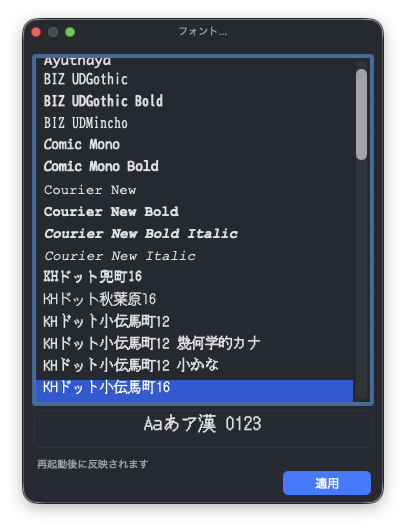 フォント...
Ayuthaya
BIZ UDGothic
BIZ UDGothic Bold
BIZ UDMincho
Comic Mono
Comic Mono Bold
Courier New
Courier New Bold
Courier New Bold Italic
Courier New Italic
KHドット兜町16
KHドット秋葉原16
KHドット小伝馬町12
KHドット小伝馬町12 幾何学的カナ
KHドット小伝馬町12 小かな
KHドット小伝馬町16
Aaあア漢 0123
再起動後に反映されます
適用